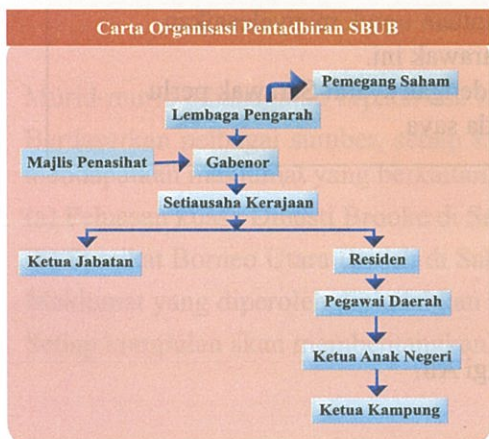 Carta Organisasi Pentadbiran SBUB
Pemegang Saham
Lembaga Pengarah
Majlis Penasihat
Gabenor
Setiausaha Kerajaan
Ketua Jabatan
Residen
Pegawai Daerah
Ketua Anak Negeri
Ketua Kampung